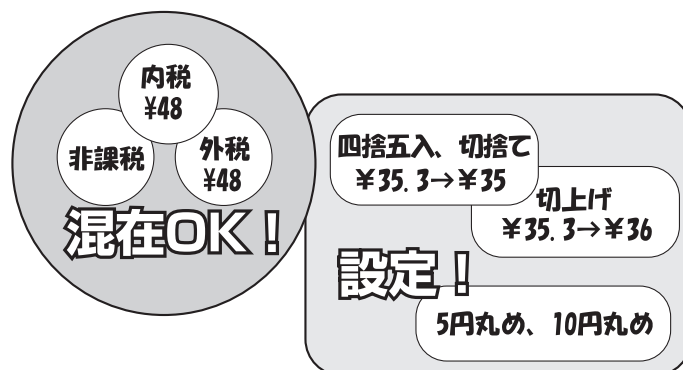 内税
¥48
非課税
外税
¥48
混在OK！
四捨五入、切捨て
¥35.3→¥35
切上げ
¥35.3→¥36
設定！
5円丸め、10円丸め